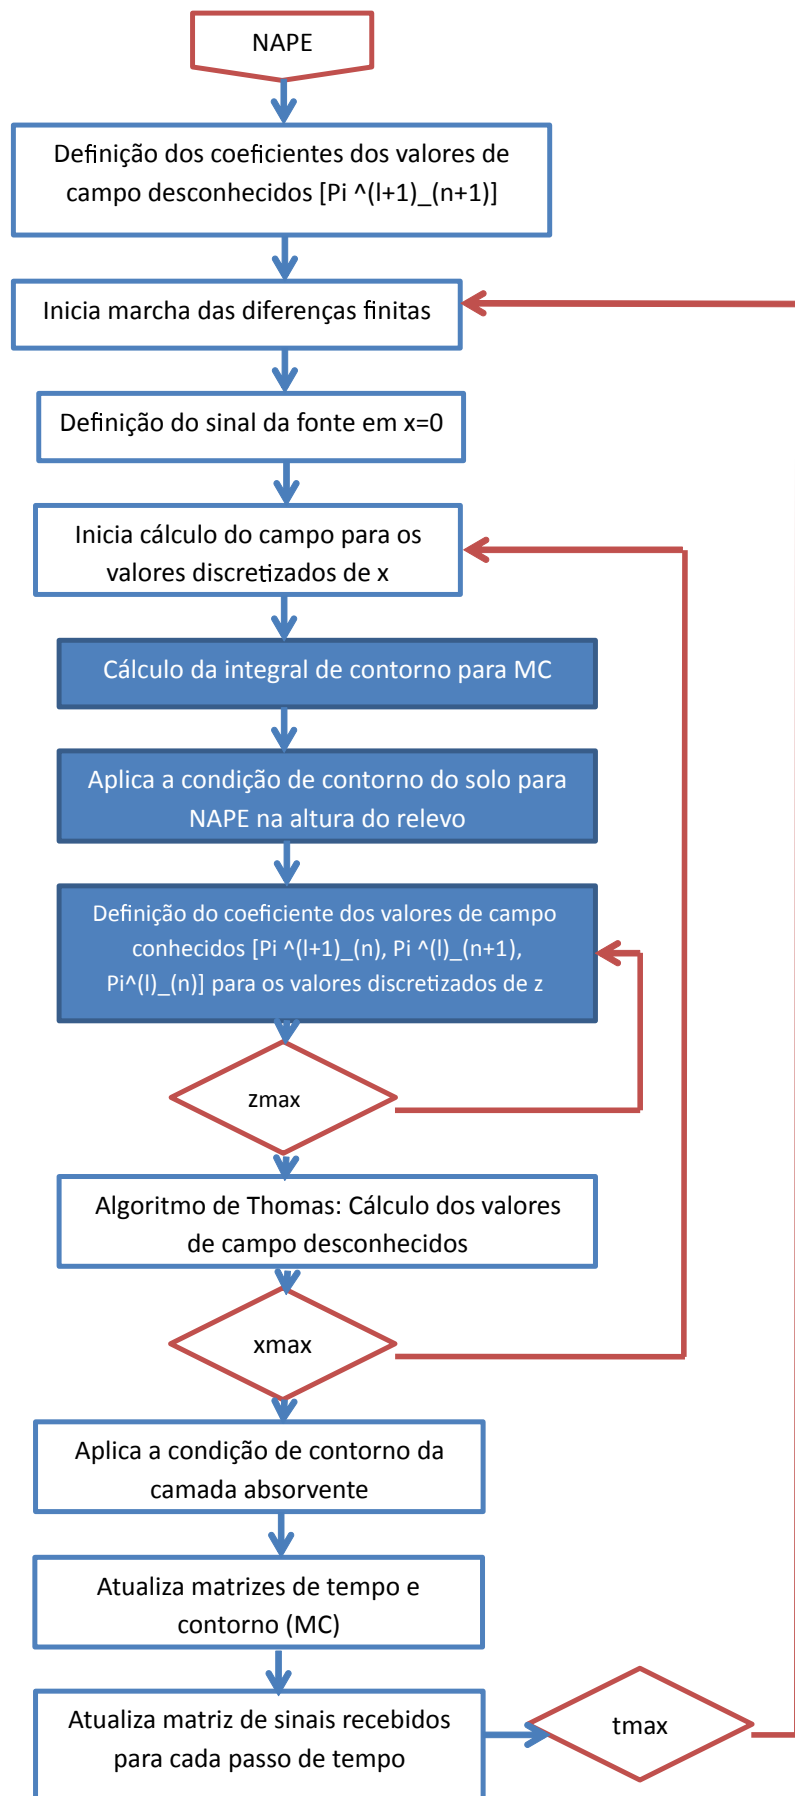 NAPE
Definição dos coeficientes dos valores de
campo desconhecidos [Pi ^(l+1)_(n+1)]
Inicia marcha das diferenças finitas
Definição do sinal da fonte em x=0
Inicia cálculo do campo para os
valores discretizados de x
Cálculo da integral de contorno para MC
Aplica a condição de contorno do solo para
NAPE na altura do relevo
Definição do coeficiente dos valores de campo
conhecidos [Pi ^(l+1)_(n), Pi ^(l)_(n+1),
Pi^(l)_(n)] para os valores discretizados de z
zmax
Algoritmo de Thomas: Cálculo dos valores
de campo desconhecidos
xmax
Aplica a condição de contorno da
camada absorvente
Atualiza matrizes de tempo e
contorno (MC)
Atualiza matriz de sinais recebidos
para cada passo de tempo
tmax